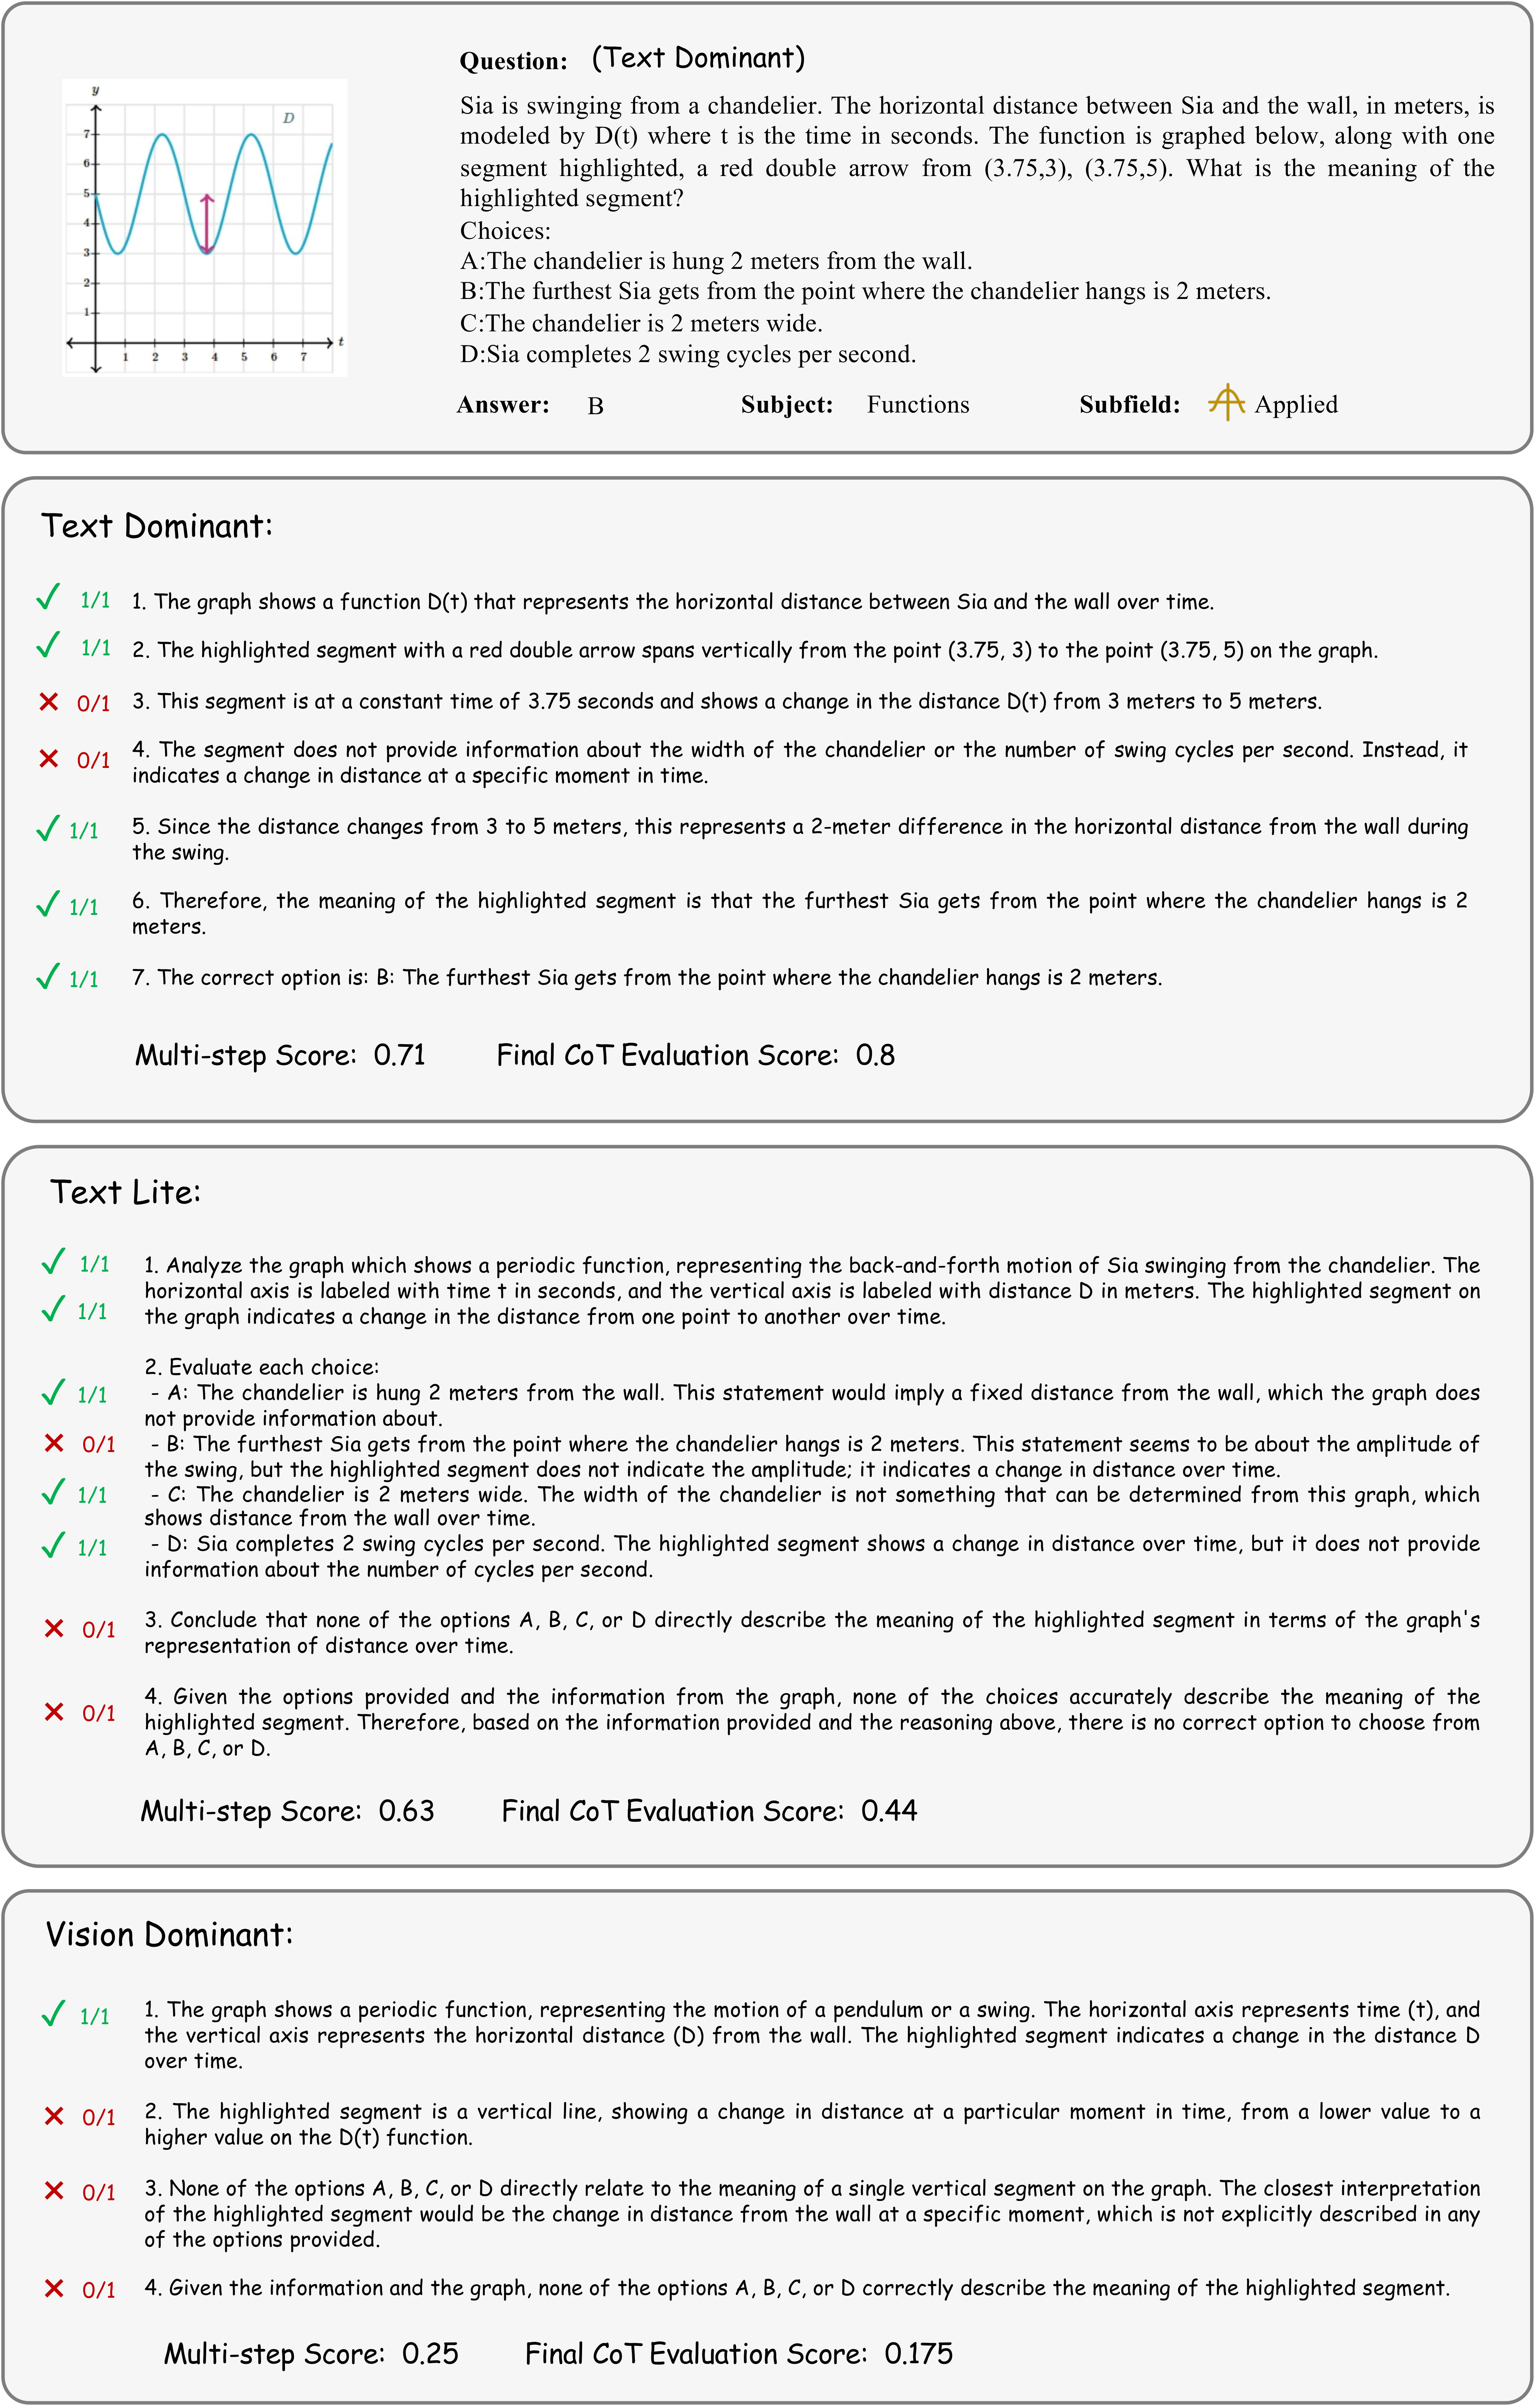 y
D
7
6
5
4
3
2
1
1 2 3 4 5 6 7
t
Question: (Text Dominant)
Sia is swinging from a chandelier. The horizontal distance between Sia and the wall, in meters, is
modeled by D(t) where t is the time in seconds. The function is graphed below, along with one
segment highlighted, a red double arrow from (3.75,3), (3.75,5). What is the meaning of the
highlighted segment?
Choices:
A:The chandelier is hung 2 meters from the wall.
B:The furthest Sia gets from the point where the chandelier hangs is 2 meters.
C:The chandelier is 2 meters wide.
D:Sia completes 2 swing cycles per second.
Answer: B Subject: Functions Subfield: Applied
Text Dominant:
✓ 1/1 1. The graph shows a function D(t) that represents the horizontal distance between Sia and the wall over time.
✓ 1/1 2. The highlighted segment with a red double arrow spans vertically from the point (3.75, 3) to the point (3.75, 5) on the graph.
✕ 0/1 3. This segment is at a constant time of 3.75 seconds and shows a change in the distance D(t) from 3 meters to 5 meters.
✕ 0/1 4. The segment does not provide information about the width of the chandelier or the number of swing cycles per second. Instead, it
indicates a change in distance at a specific moment in time.
✓ 1/1 5. Since the distance changes from 3 to 5 meters, this represents a 2-meter difference in the horizontal distance from the wall during
the swing.
✓ 1/1 6. Therefore, the meaning of the highlighted segment is that the furthest Sia gets from the point where the chandelier hangs is 2
meters.
✓ 1/1 7. The correct option is: B: The furthest Sia gets from the point where the chandelier hangs is 2 meters.
Multi-step Score: 0.71 Final CoT Evaluation Score: 0.8
Text Lite:
✓ 1/1 1. Analyze the graph which shows a periodic function, representing the back-and-forth motion of Sia swinging from the chandelier. The
horizontal axis is labeled with time t in seconds, and the vertical axis is labeled with distance D in meters. The highlighted segment on
✓ 1/1 the graph indicates a change in the distance from one point to another over time.
2. Evaluate each choice:
✓ 1/1 - A: The chandelier is hung 2 meters from the wall. This statement would imply a fixed distance from the wall, which the graph does
not provide information about.
✕ 0/1 - B: The furthest Sia gets from the point where the chandelier hangs is 2 meters. This statement seems to be about the amplitude of
the swing, but the highlighted segment does not indicate the amplitude; it indicates a change in distance over time.
✓ 1/1 - C: The chandelier is 2 meters wide. The width of the chandelier is not something that can be determined from this graph, which
shows distance from the wall over time.
✓ 1/1 - D: Sia completes 2 swing cycles per second. The highlighted segment shows a change in distance over time, but it does not provide
information about the number of cycles per second.
✕ 0/1 3. Conclude that none of the options A, B, C, or D directly describe the meaning of the highlighted segment in terms of the graph's
representation of distance over time.
✕ 0/1 4. Given the options provided and the information from the graph, none of the choices accurately describe the meaning of the
highlighted segment. Therefore, based on the information provided and the reasoning above, there is no correct option to choose from
A, B, C, or D.
Multi-step Score: 0.63 Final CoT Evaluation Score: 0.44
Vision Dominant:
✓ 1/1 1. The graph shows a periodic function, representing the motion of a pendulum or a swing. The horizontal axis represents time (t), and
the vertical axis represents the horizontal distance (D) from the wall. The highlighted segment indicates a change in the distance D
over time.
✕ 0/1 2. The highlighted segment is a vertical line, showing a change in distance at a particular moment in time, from a lower value to a
higher value on the D(t) function.
✕ 0/1 3. None of the options A, B, C, or D directly relate to the meaning of a single vertical segment on the graph. The closest interpretation
of the highlighted segment would be the change in distance from the wall at a specific moment, which is not explicitly described in any
of the options provided.
✕ 0/1 4. Given the information and the graph, none of the options A, B, C, or D correctly describe the meaning of the highlighted segment.
Multi-step Score: 0.25 Final CoT Evaluation Score: 0.175